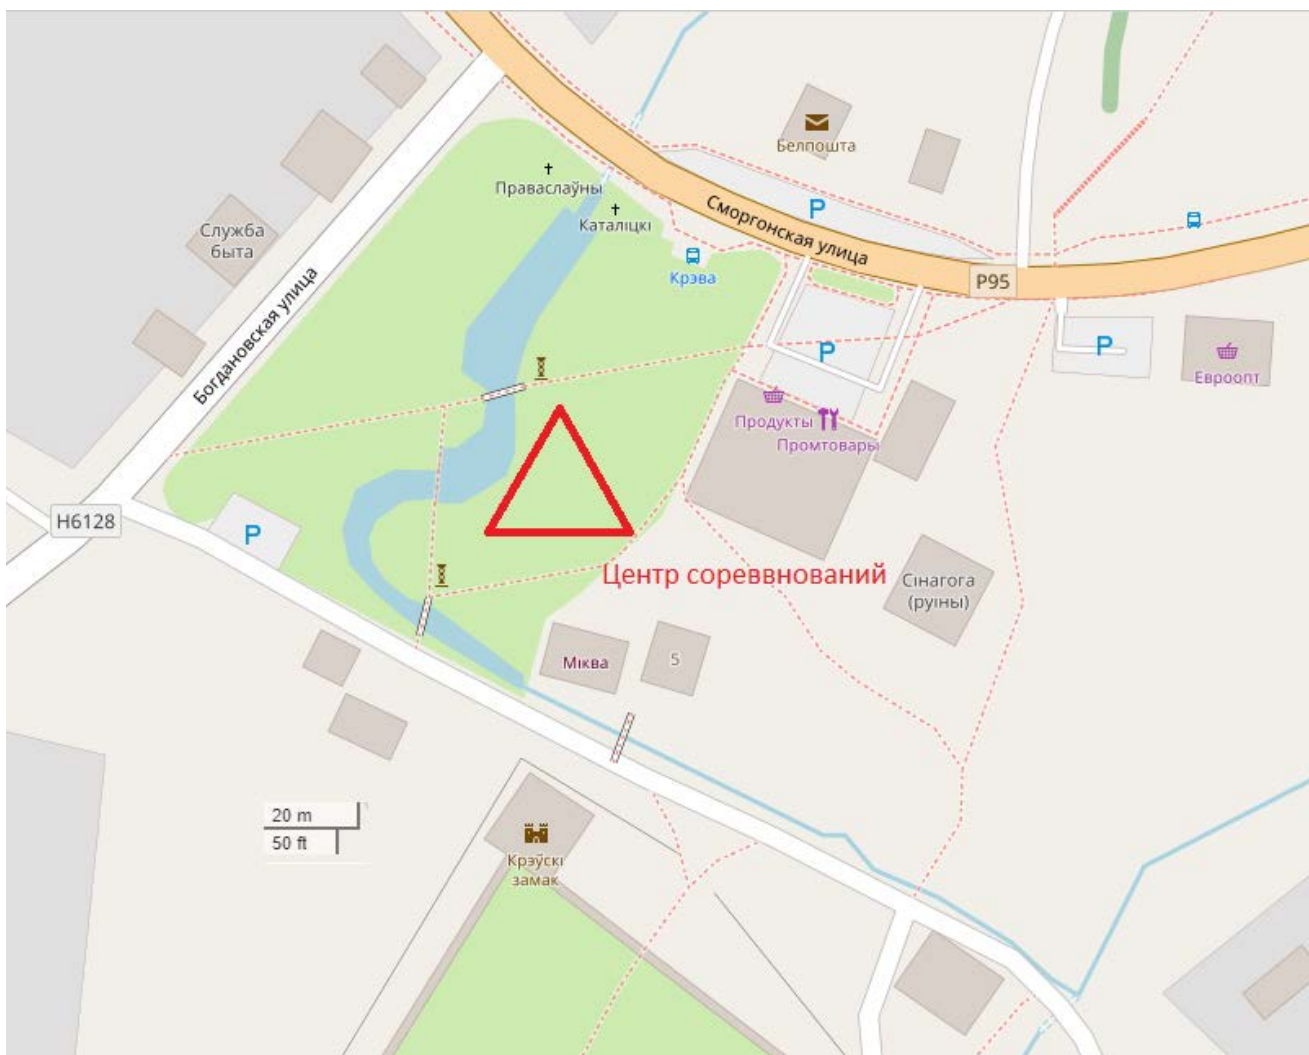 Белпошта
Праваслаўны
Каталіцкі
Сморгонская улица
P
Служба
быта
Крэва
P95
Богдановская улица
P
P
Евроопт
Продукты
Промтовары
H6128
P
Центр сореввнований
Сінагога
(руіны)
Міква
5
20 m
50 ft
Крэўскі
замак